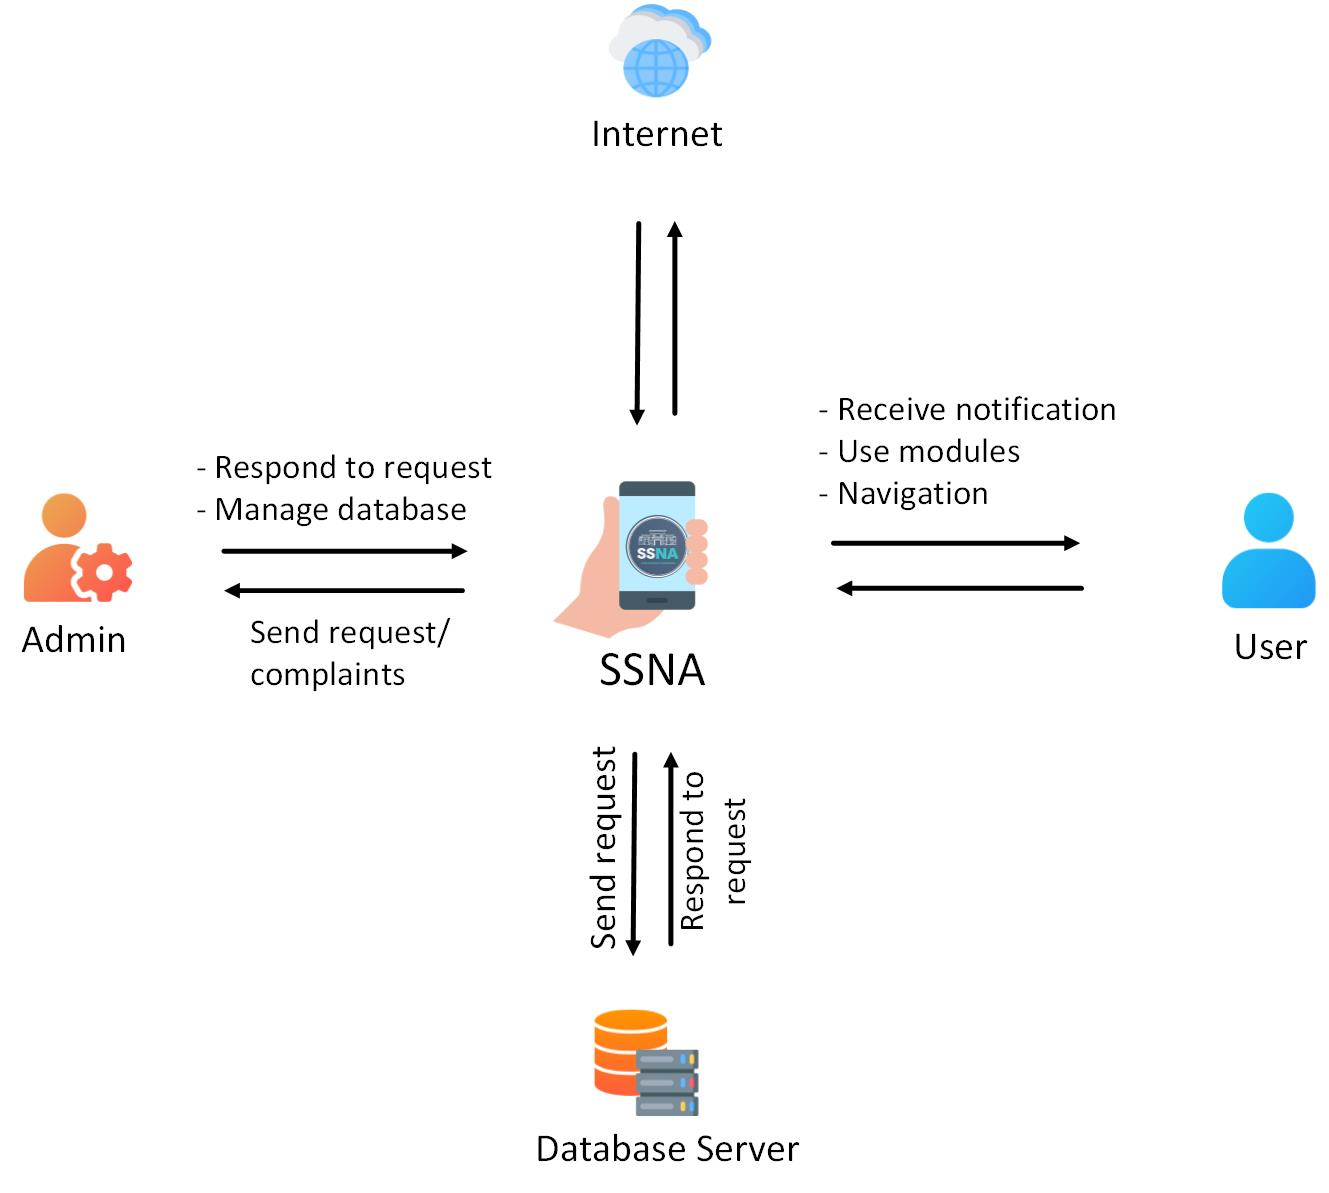 Internet
- Receive notification
- Use modules
- Navigation
- Respond to request
- Manage database
SSNA
Admin
Send request/
complaints
User
SSNA
Send request
Respond to
request
Database Server